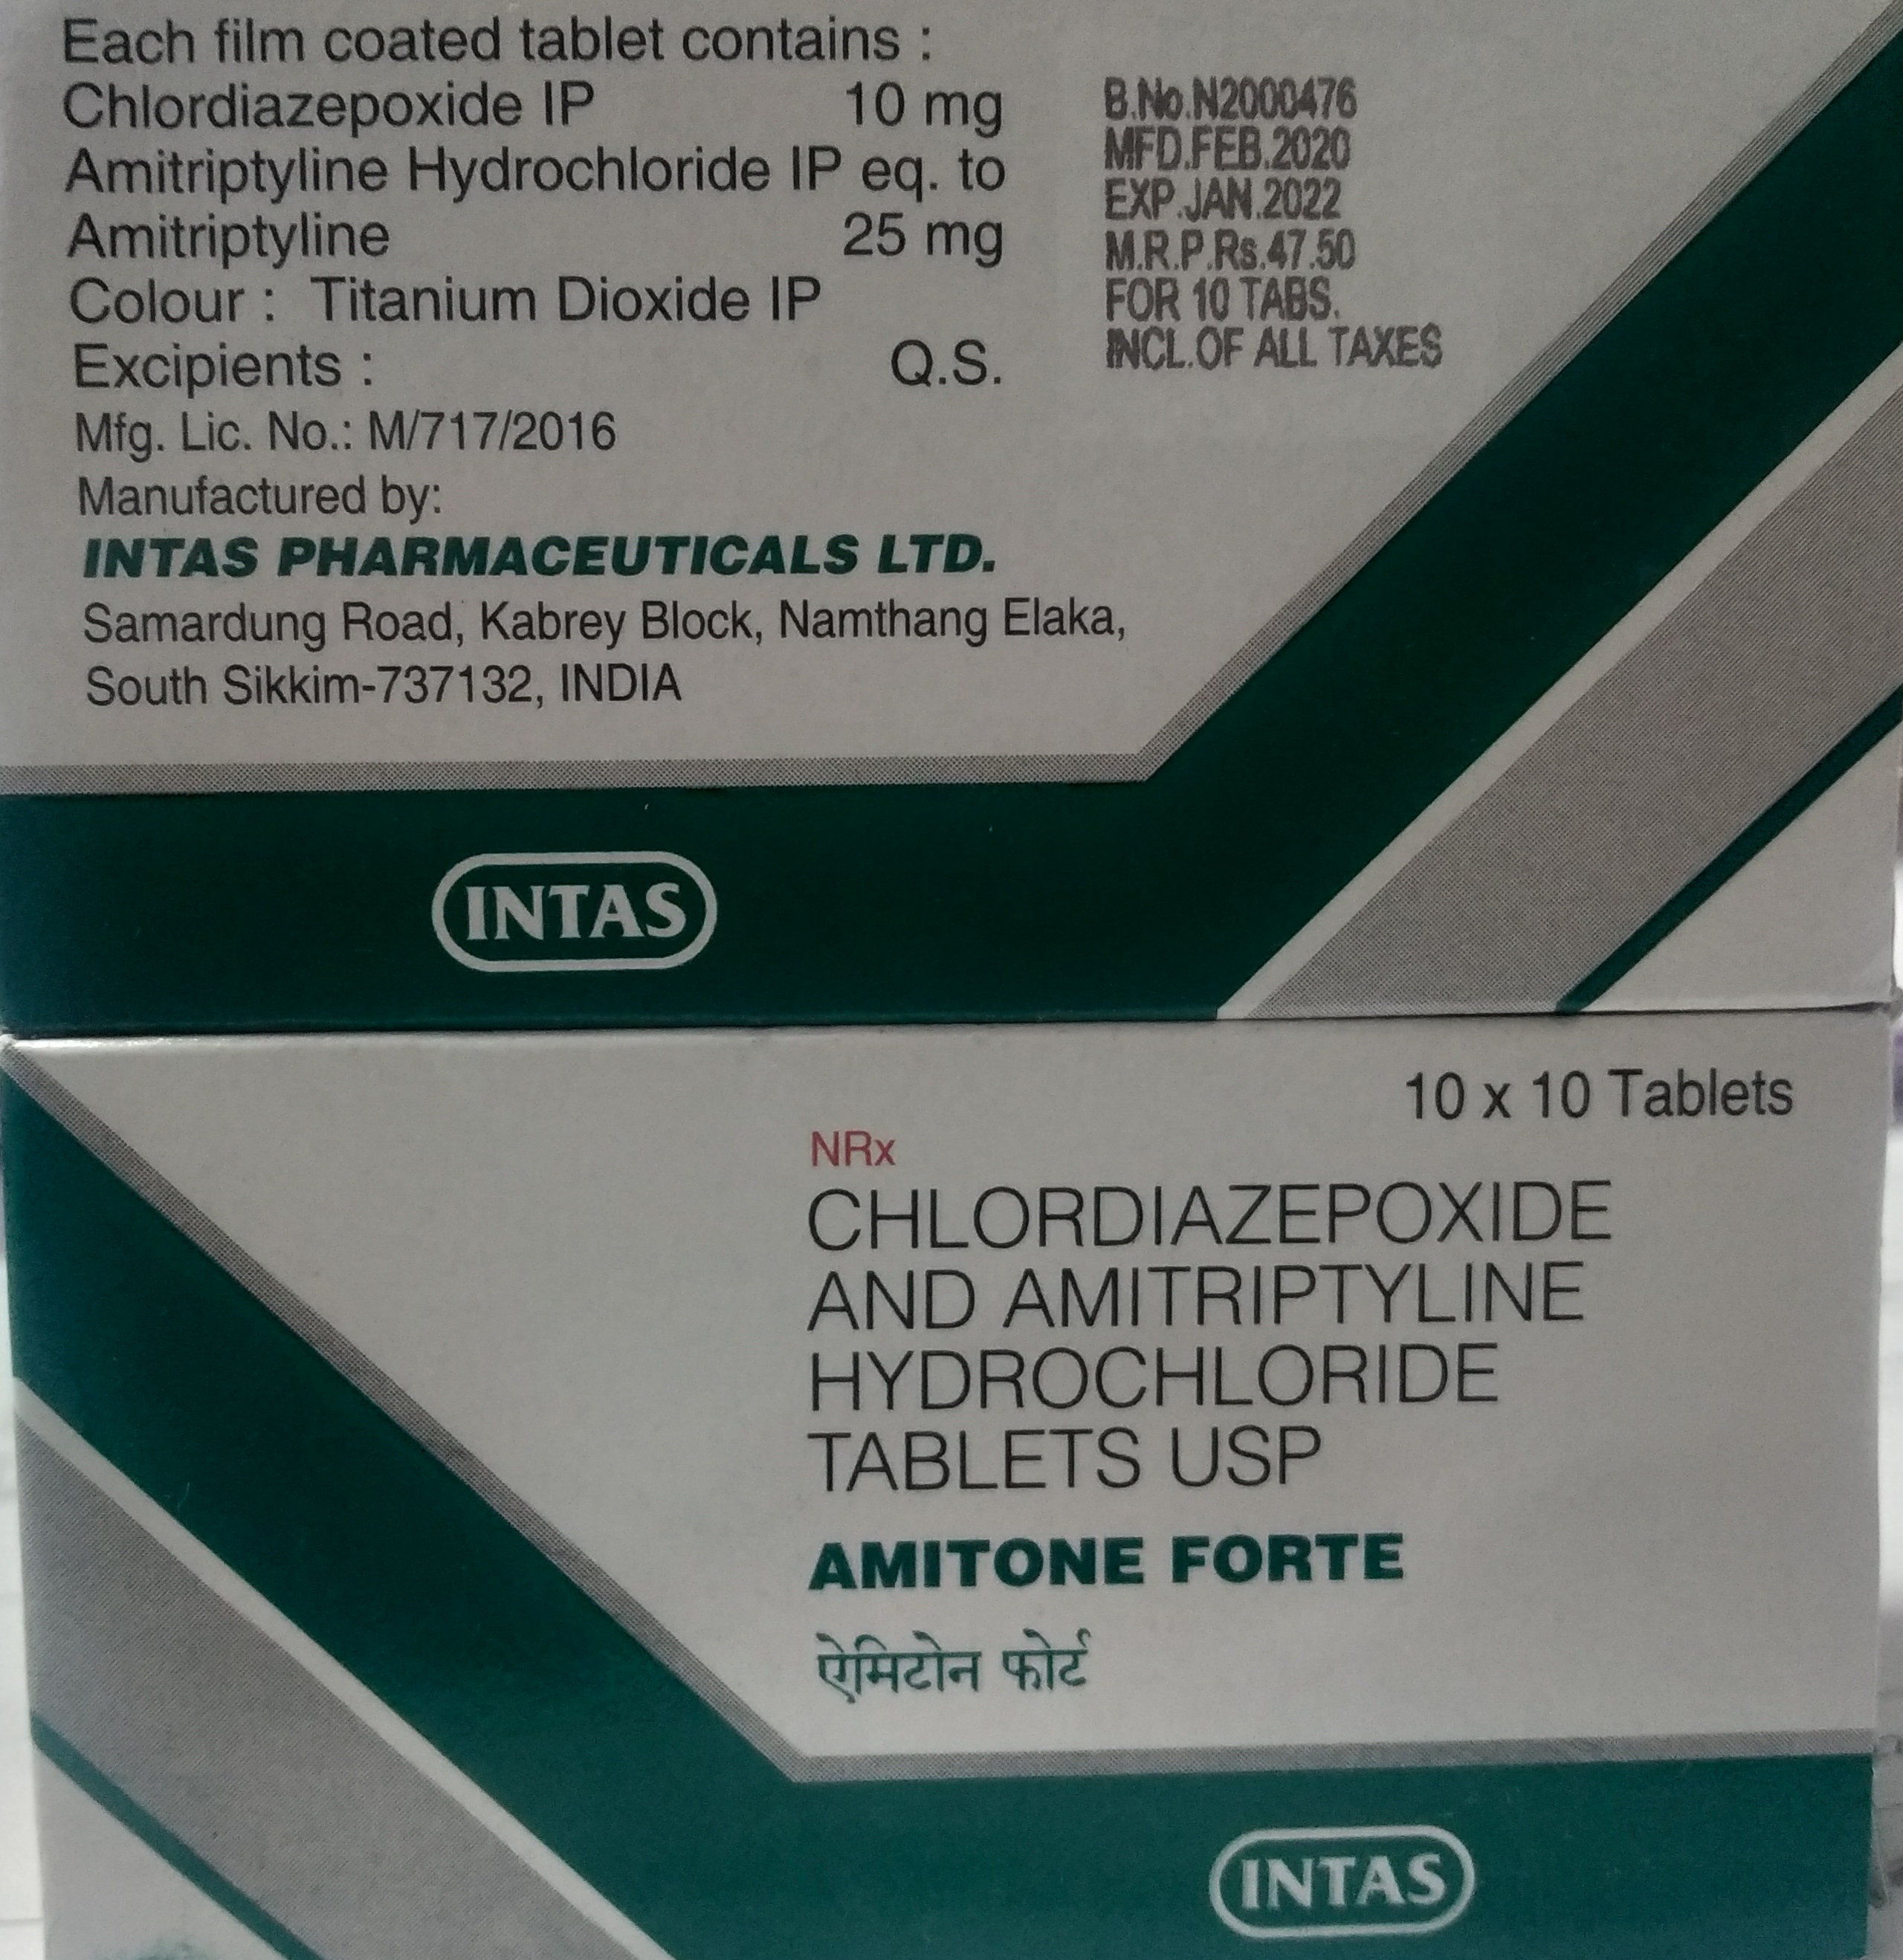 Each film coated tablet contains :
Chlordiazepoxide IP 10 mg
Amitriptyline Hydrochloride IP eq. to
Amitriptyline 25 mg
Colour : Titanium Dioxide IP
Excipients : Q.S.
Mfg. Lic. No.: M/717/2016
Manufactured by:
INTAS PHARMACEUTICALS LTD.
Samardung Road, Kabrey Block, Namthang Elaka,
South Sikkim-737132, INDIA
B.No.N2000476
MFD.FEB.2020
EXP.JAN.2022
M.R.P.Rs.47.50
FOR 10 TABS.
INCL.OF ALL TAXES
INTAS
10 x 10 Tablets
NRx
CHLORDIAZEPOXIDE
AND AMITRIPTYLINE
HYDROCHLORIDE
TABLETS USP
AMITONE FORTE
ऐमिटोन फोर्ट
INTAS